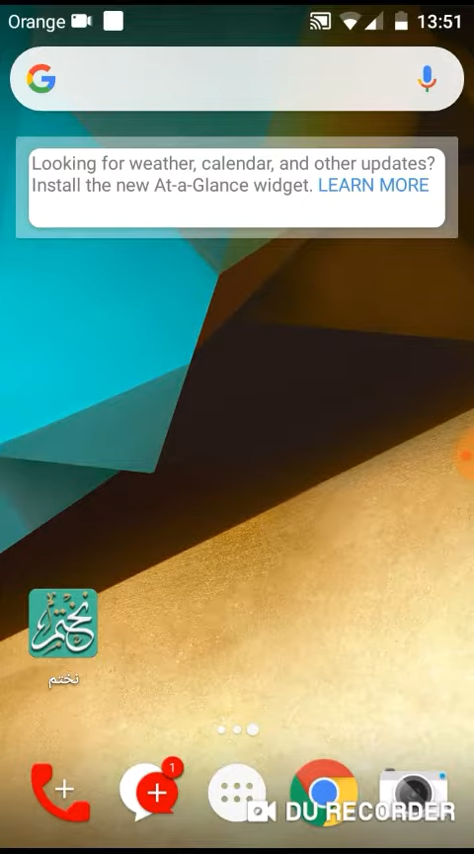 Orange 13:51
G
Looking for weather, calendar, and other updates?
Install the new At-a-Glance widget. LEARN MORE
نختم
نختم
1
DU RECORDER